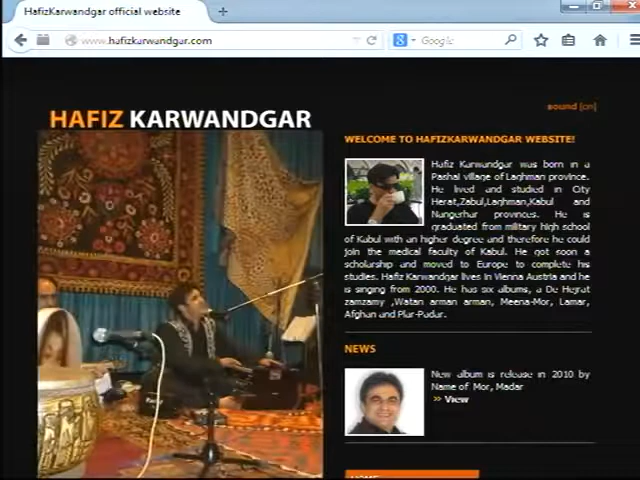 HafizKarwandgar official website
www.hafizkarwandgar.com
Google
sound [on]
HAFIZ KARWANDGAR
WELCOME TO HAFIZKARWANDGAR WEBSITE!
Hafiz Karwandgar was born in a
Pashai village of Laghman province.
He lived and studied in City
Herat,Zabul,Laghman,Kabul and
Nangerhar provinces. He is
graduated from military high school
of Kabul with an higher degree and therefore he could
join the medical faculty of Kabul. He got soon a
scholarship and moved to Europe to complete his
studies. Hafiz Karwandgar lives in Vienna Austria and he
is singing from 2000. He has six albums, a De Hejrat
zamzamy ,Watan arman arman, Meena-Mor, Lamar,
Afghan and Plar-Padar.
NEWS
New album is release in 2010 by
Name of Mor, Madar
» View
HOME